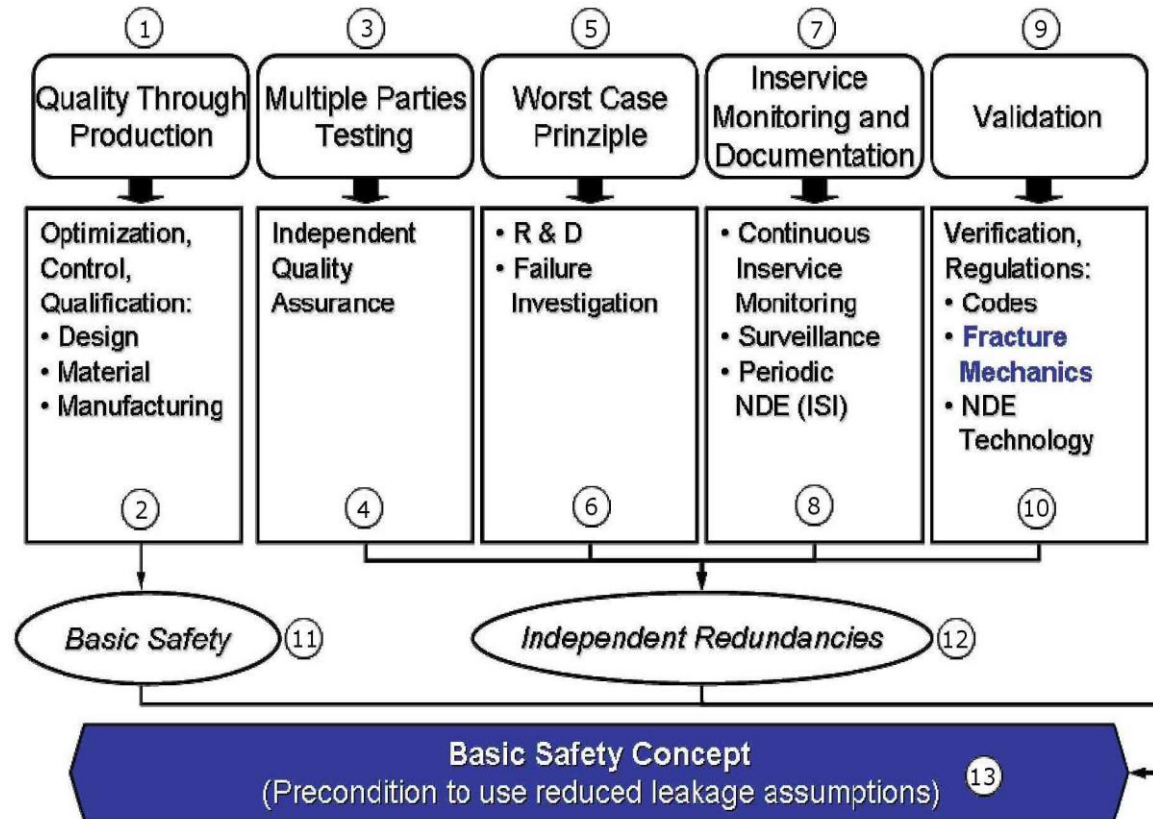 1
3
5
7
9
Quality Through
Production
Multiple Parties
Testing
Worst Case
Prinziple
Inservice
Monitoring and
Documentation
Validation
Optimization,
Control,
Qualification:
• Design
• Material
• Manufacturing
2
Independent
Quality
Assurance
4
• R & D
• Failure
Investigation
6
• Continuous
Inservice
Monitoring
• Surveillance
• Periodic
NDE (ISI)
8
Verification,
Regulations:
• Codes
• Fracture
Mechanics
• NDE
Technology
10
Basic Safety
11
Independent Redundancies
12
Basic Safety Concept
(Precondition to use reduced leakage assumptions)
13